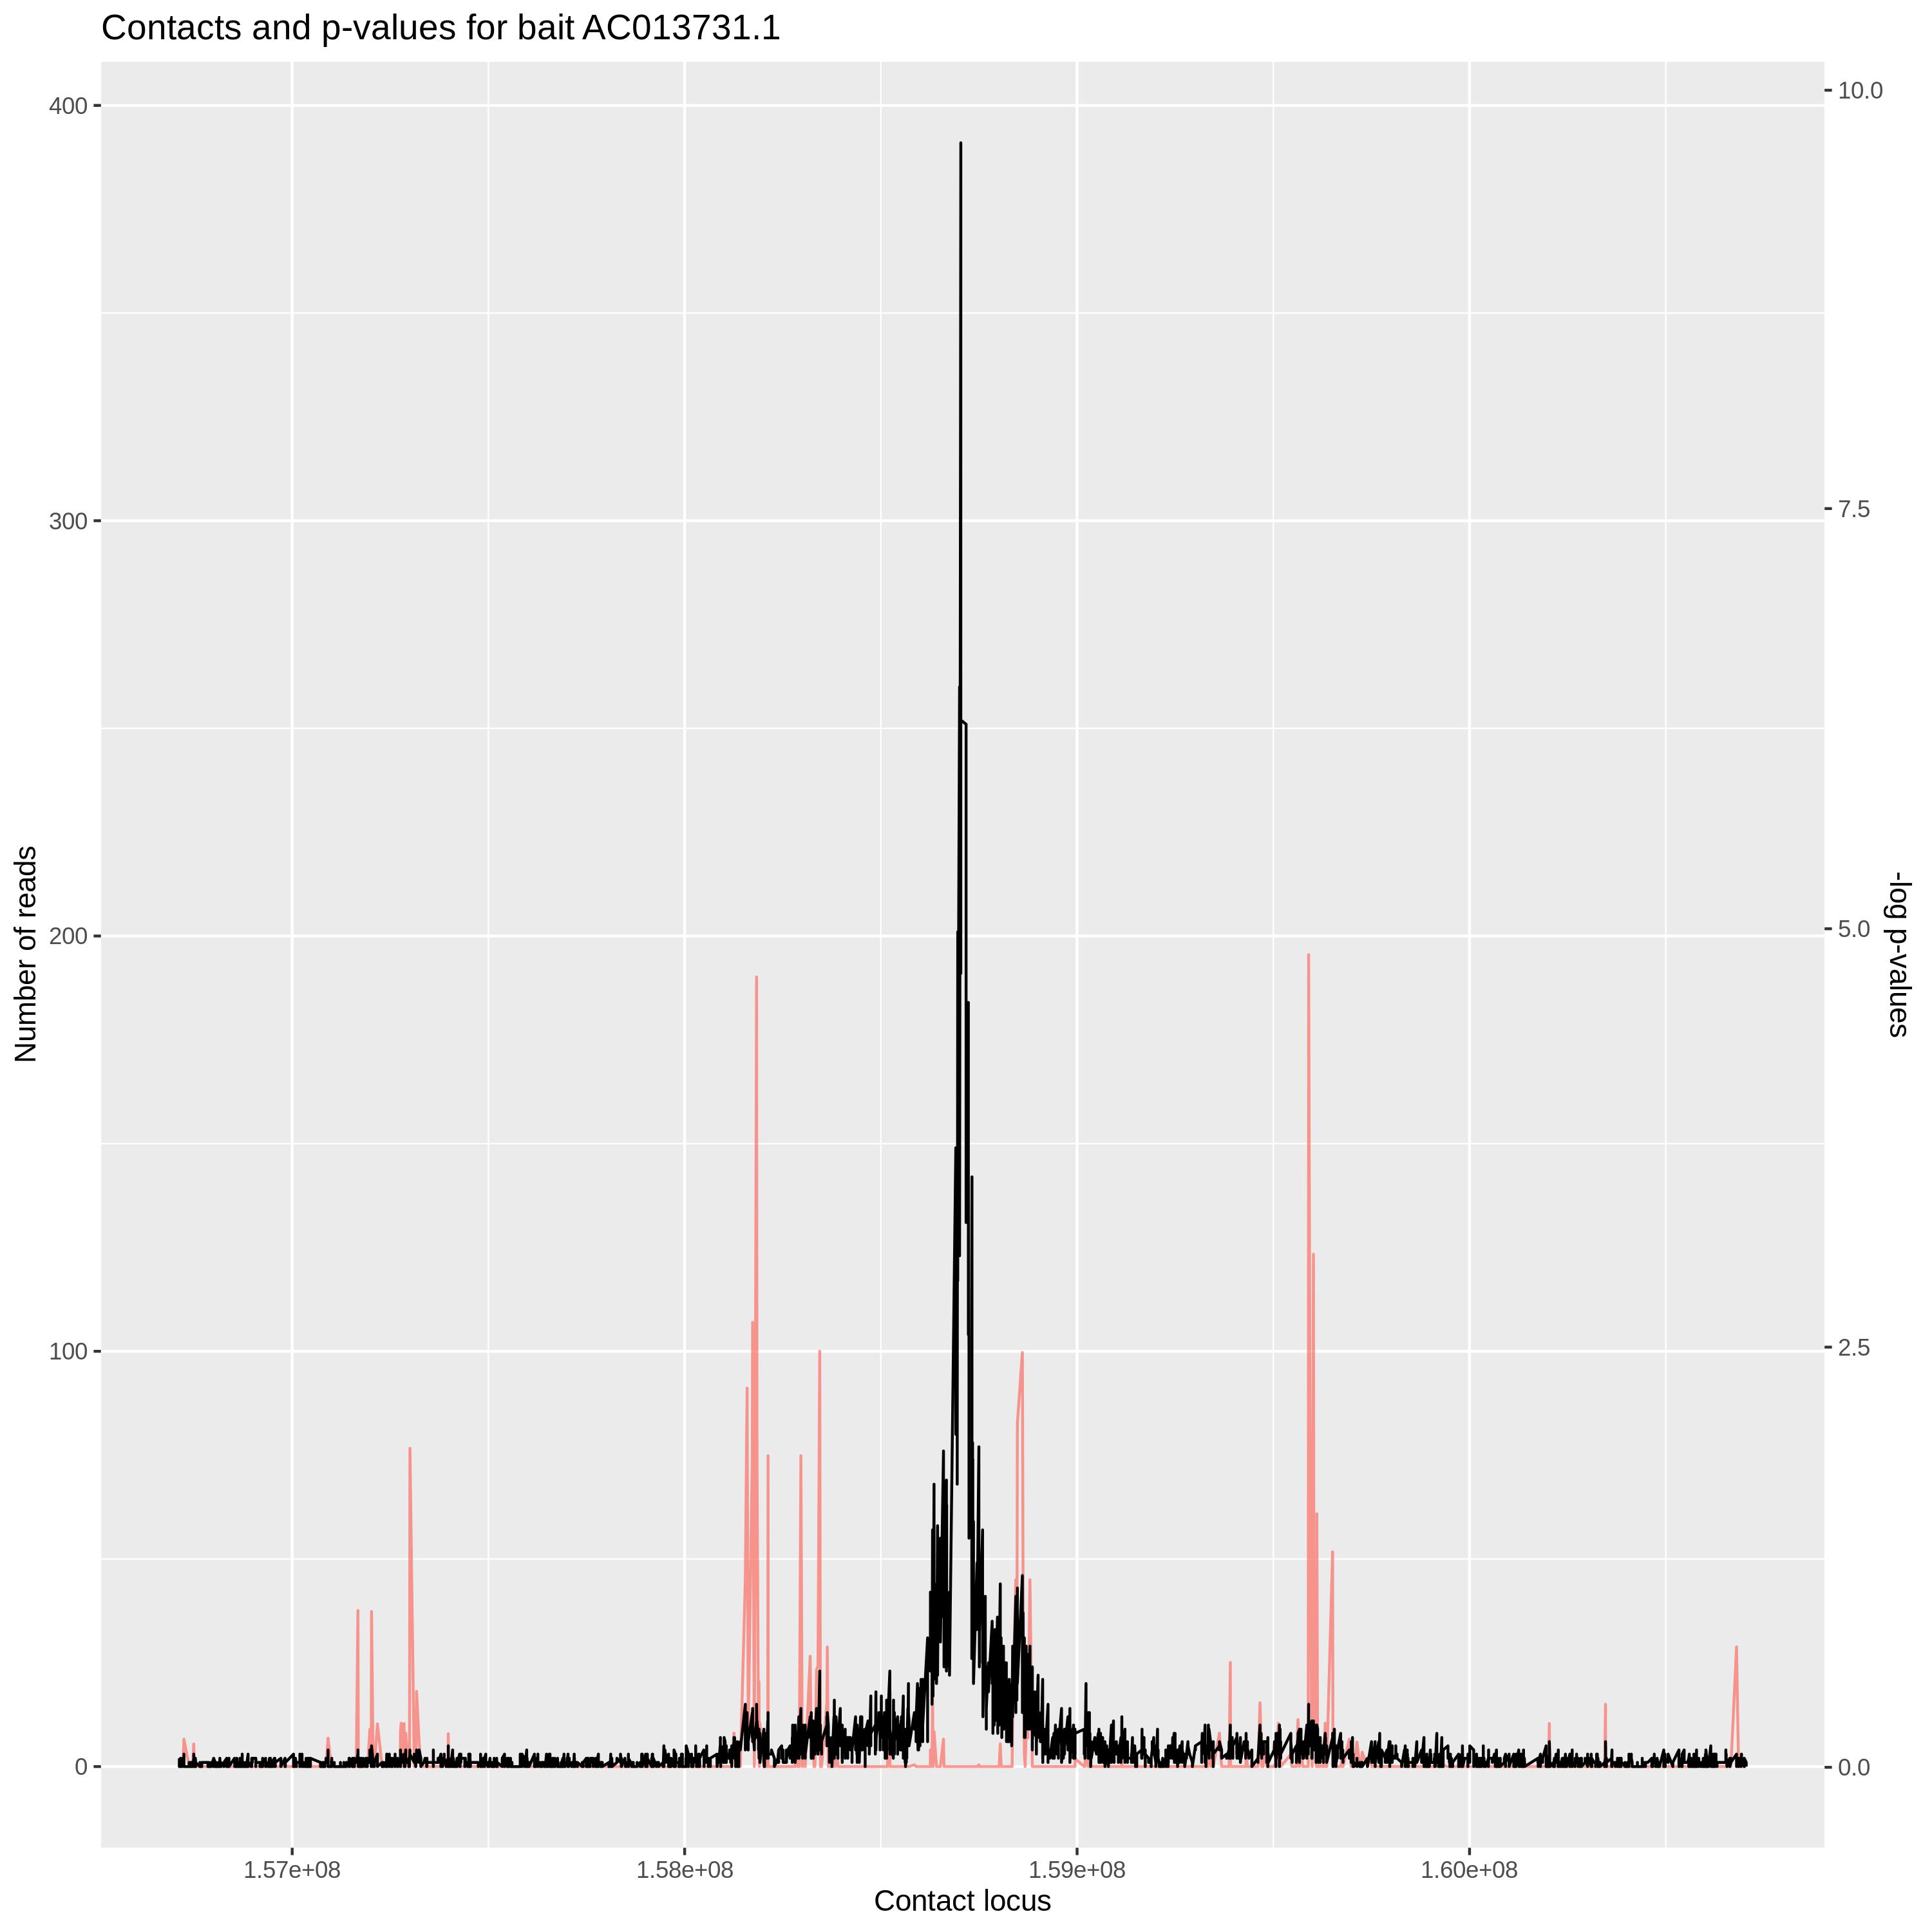 Contacts and p-values for bait AC013731.1
400
300
200
100
0
Number of reads
10.0
7.5
5.0
2.5
0.0
-log p-values
1.57e+08
1.58e+08
1.59e+08
1.60e+08
Contact locus